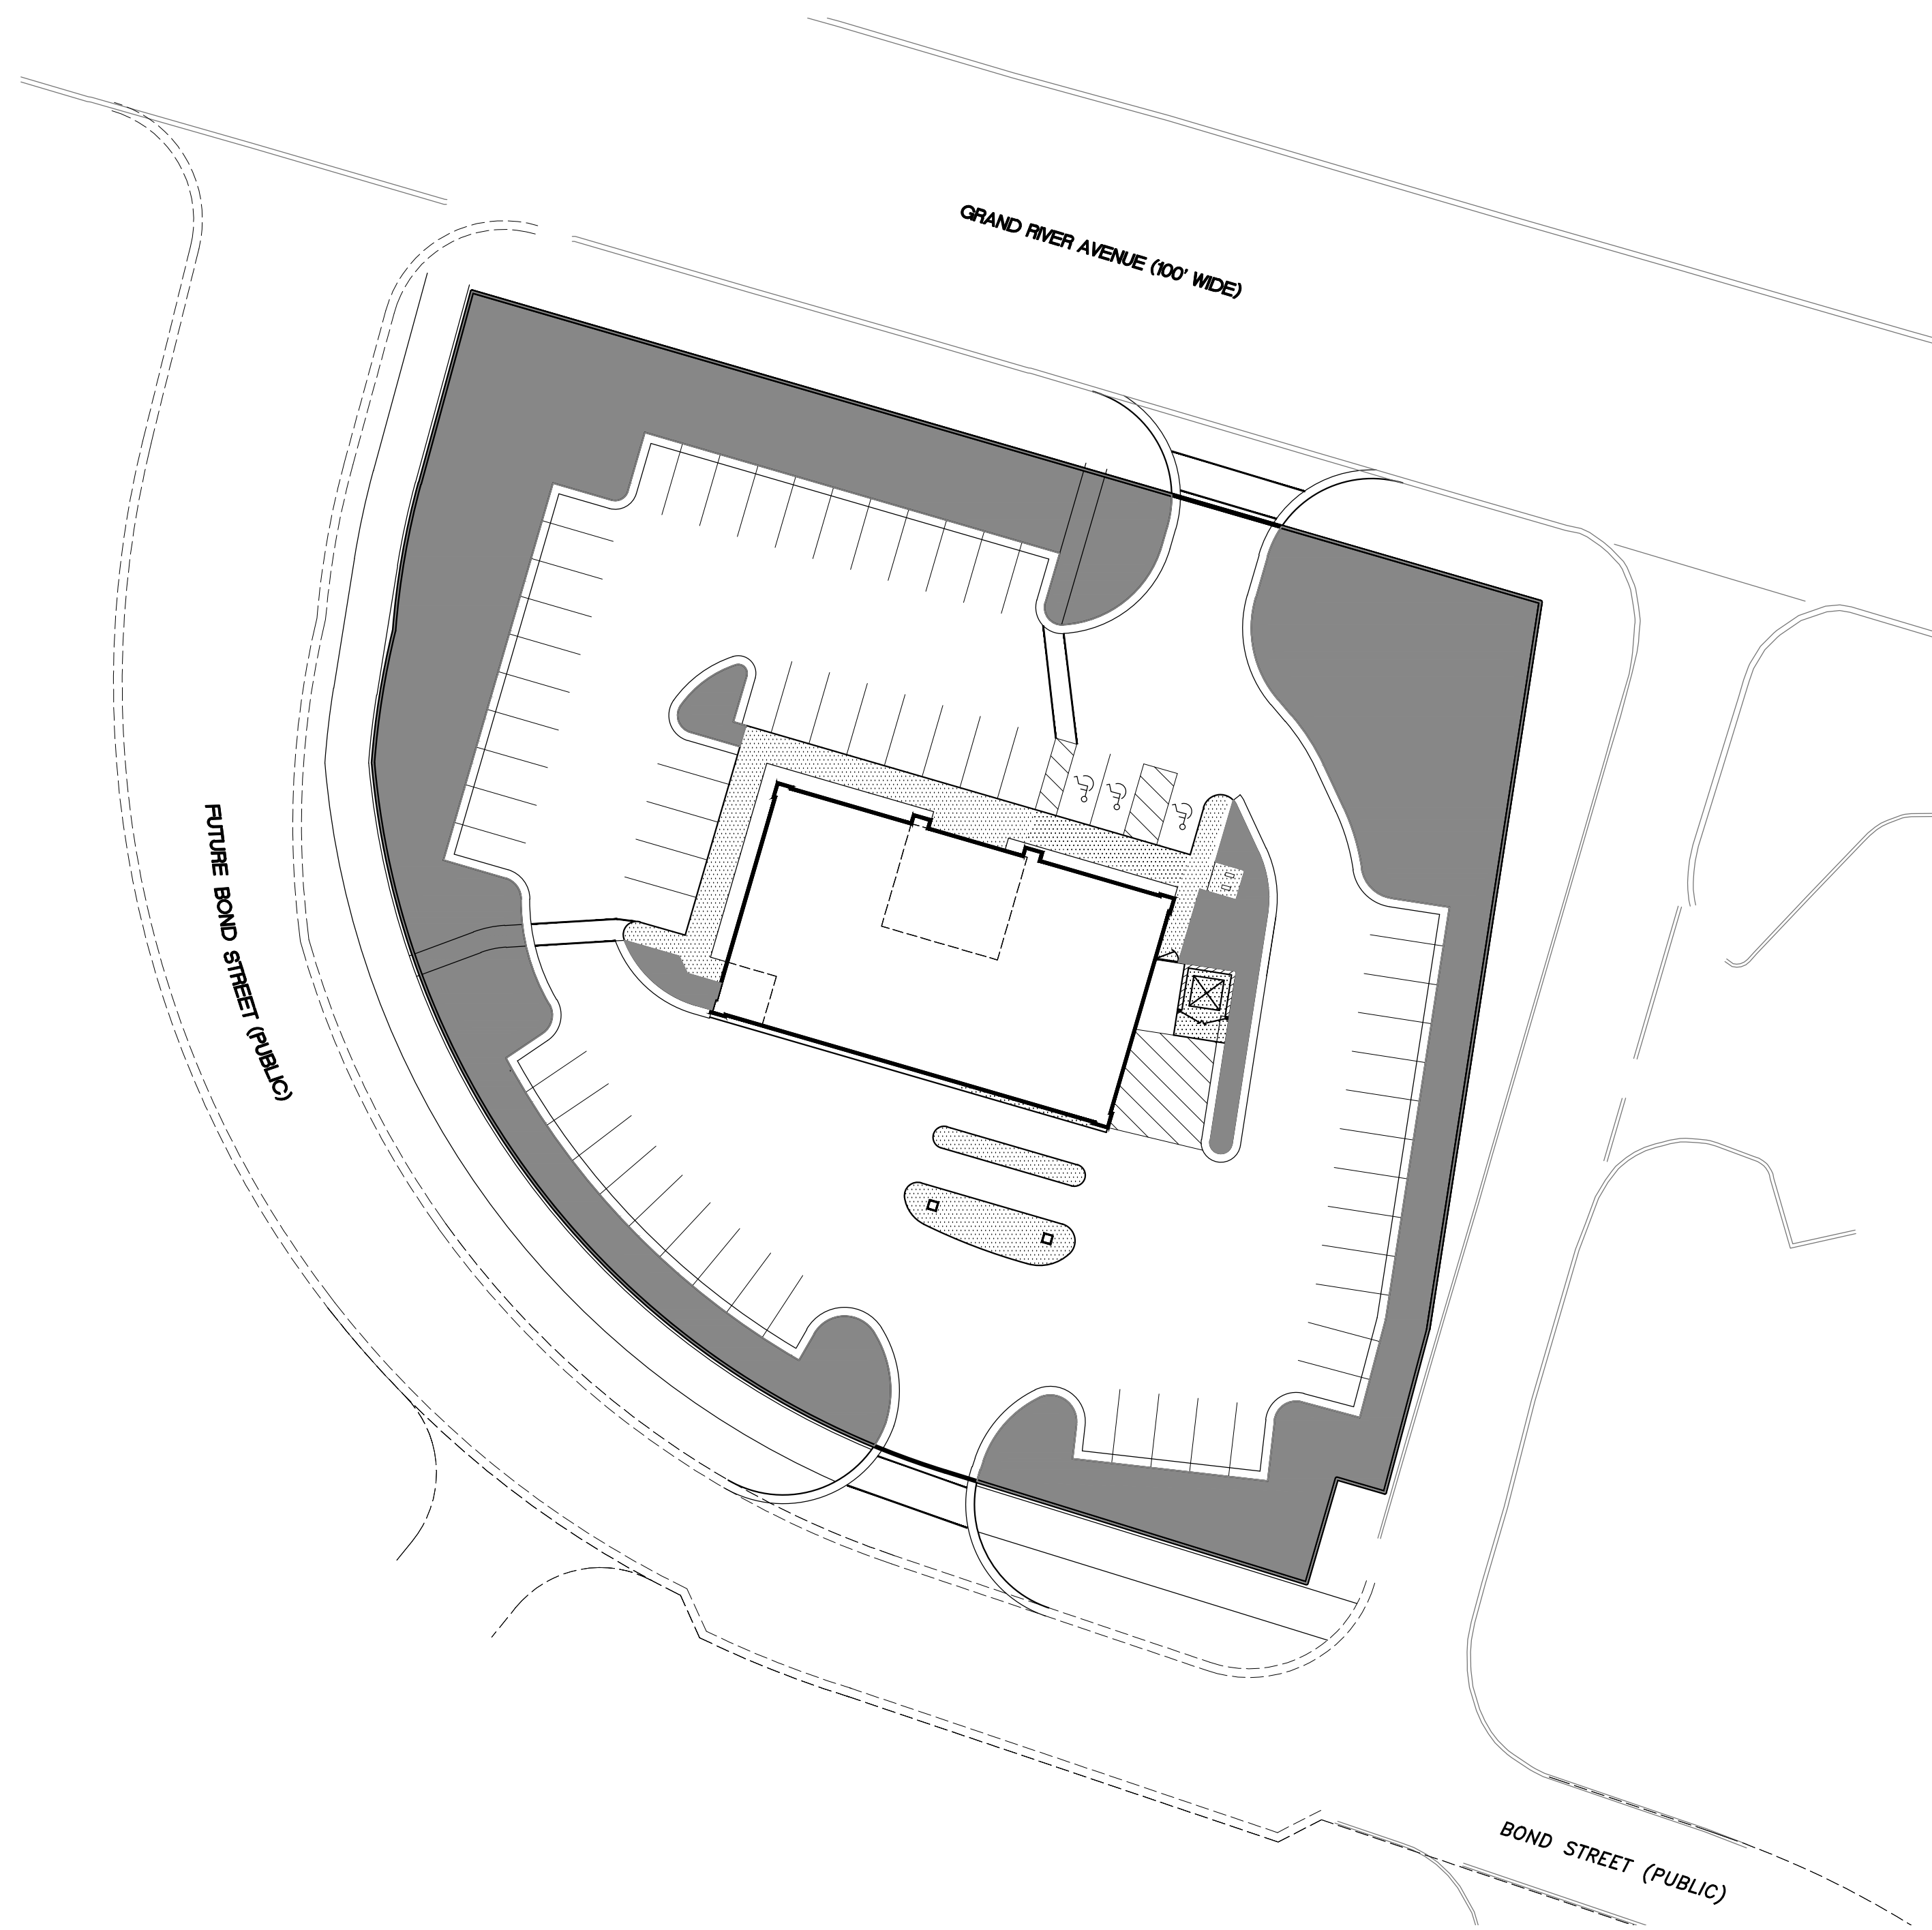 GRAND RIVER AVENUE (100' WIDE)
FUTURE BOND STREET (PUBLIC)
BOND STREET (PUBLIC)